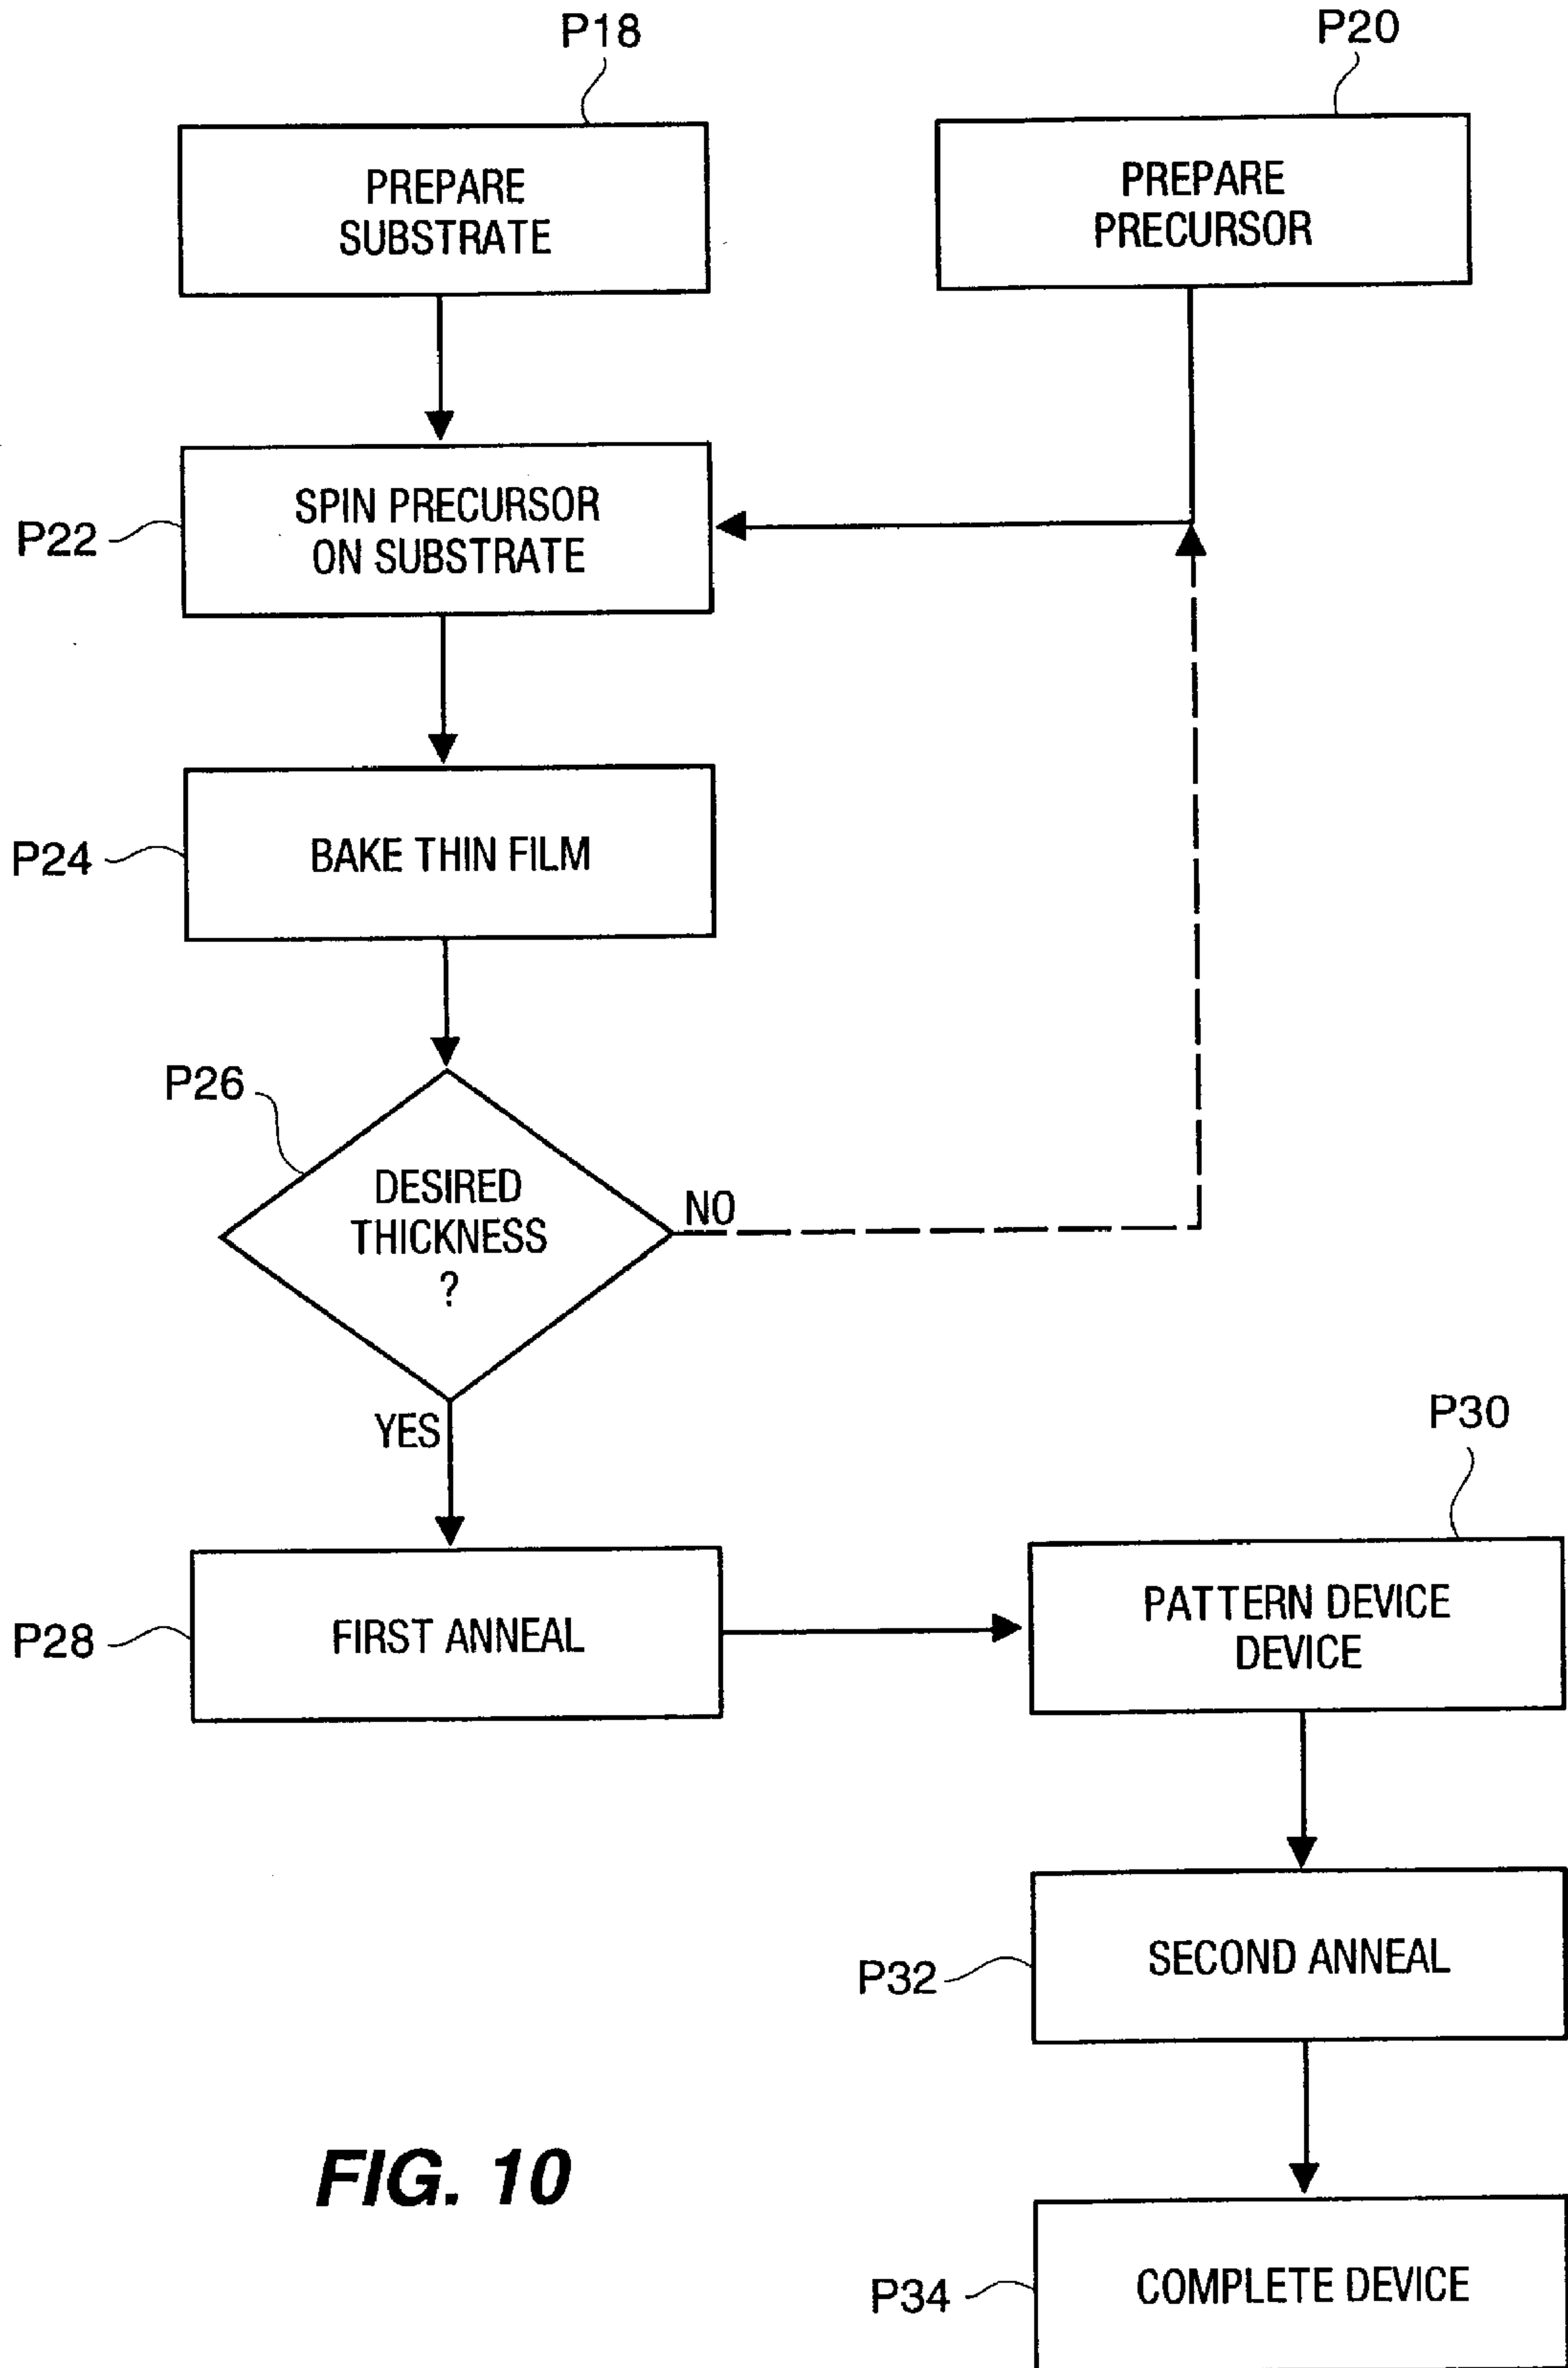 P18
P20
PREPARE
SUBSTRATE
PREPARE
PRECURSOR
P22
SPIN PRECURSOR
ON SUBSTRATE
P24
BAKE THIN FILM
P26
DESIRED
THICKNESS
?
NO
YES
P30
P28
FIRST ANNEAL
PATTERN DEVICE
DEVICE
P32
SECOND ANNEAL
FIG. 10
P34
COMPLETE DEVICE